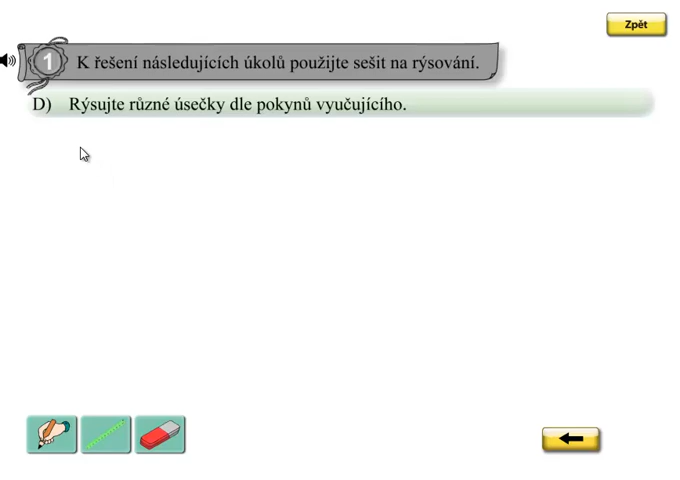 Zpět
1 K řešení následujících úkolů použijte sešit na rýsování.
D) Rýsujte různé úsečky dle pokynů vyučujícího.